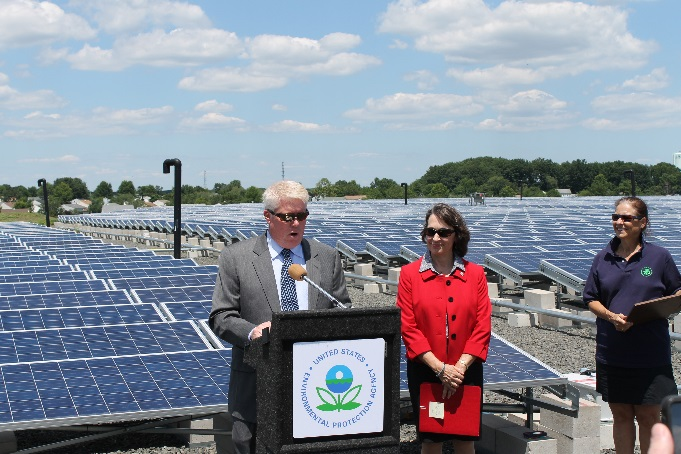 UNITED STATES
ENVIRONMENTAL PROTECTION AGENCY